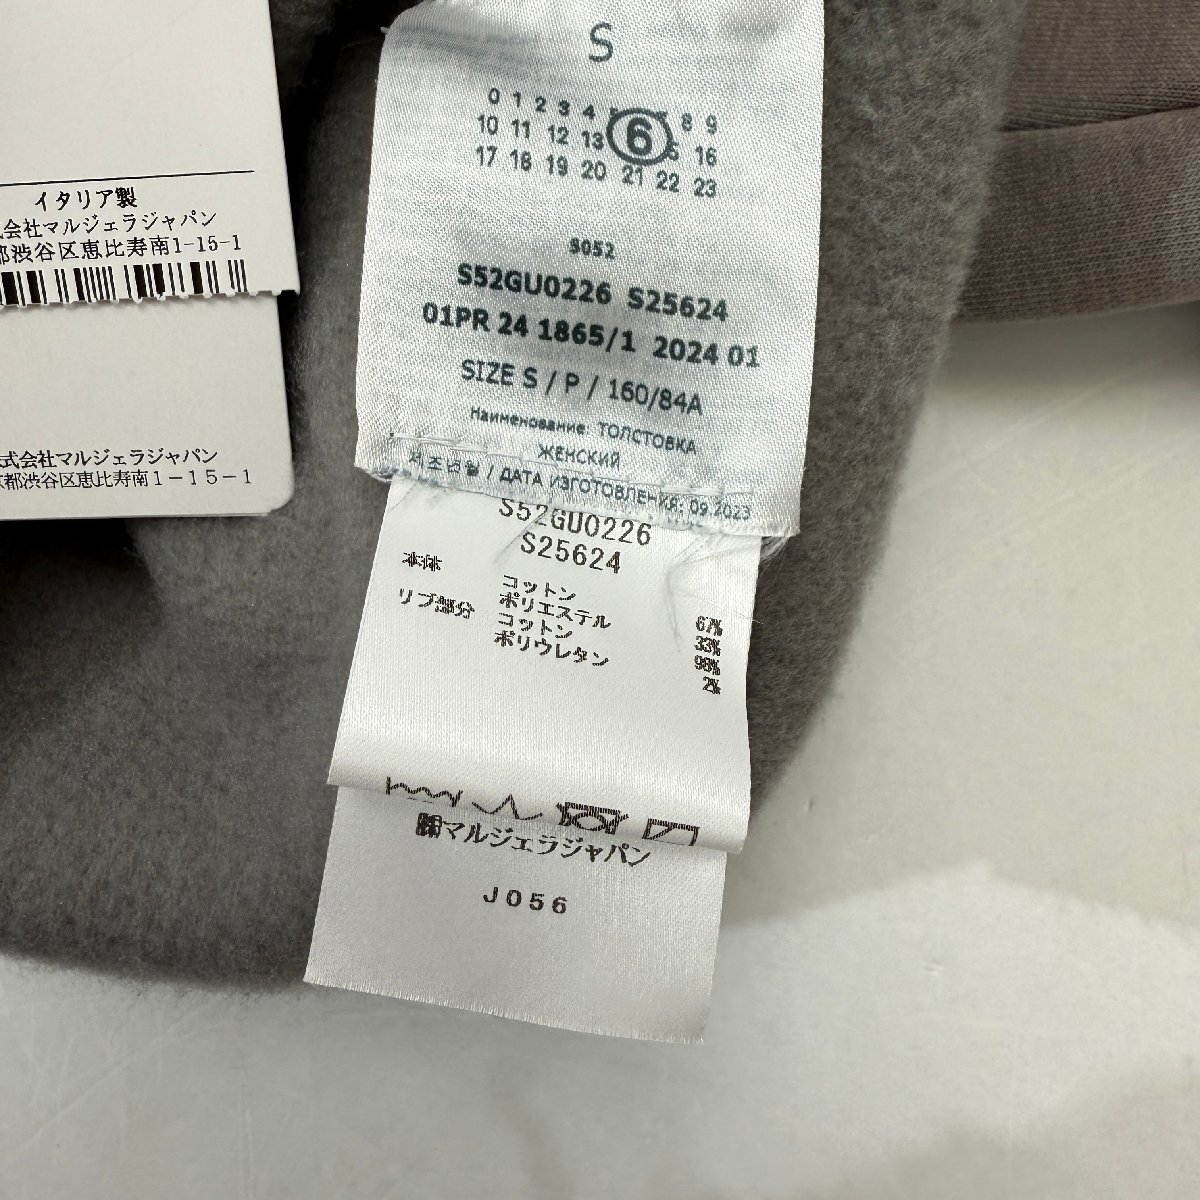 イタリア製
会社マルジェラジャパン
都渋谷区恵比寿南1-15-1
式会社マルジェラジャパン
京都渋谷区恵比寿南1-15-1
S
0 1 2 3 4 6 8 9
10 11 12 13 16
17 18 19 20 21 22 23
S052
S52GU0226 S25624
01PR 24 1865/1 2024 01
SIZE S / P / 160/84A
Наименование: ТОЛСТОВКА
ЖЕНСКИЙ
제조년월 / ДАТА ИЗГОТОВЛЕНИЯ: 09.2023
S52GU0226
S25624
本体 コットン 67%
ポリエステル 33%
リブ部分 コットン 98%
ポリウレタン 2%
㈱マルジェラジャパン
J056